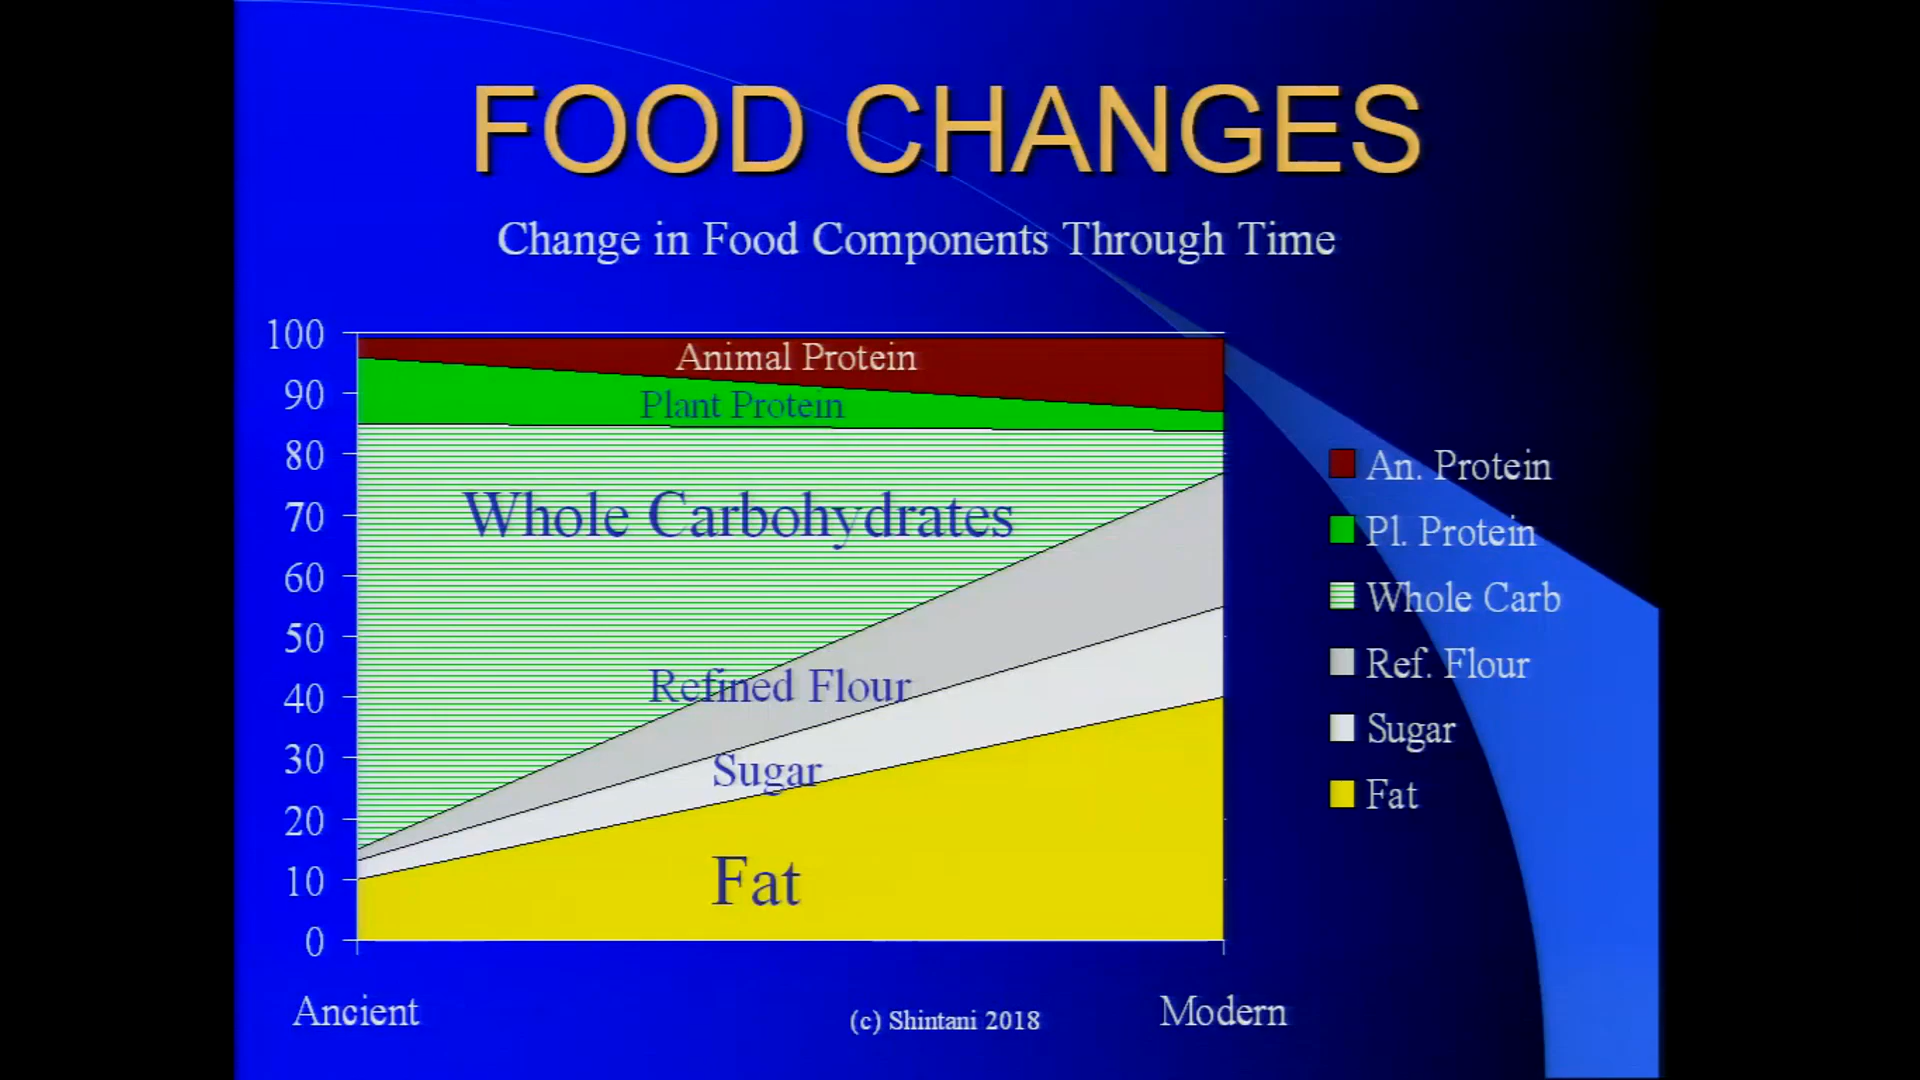 FOOD CHANGES
Change in Food Components Through Time
100
90
80
70
60
50
40
30
20
10
0
Animal Protein
Plant Protein
Whole Carbohydrates
Refined Flour
Sugar
Fat
An. Protein
Pl. Protein
Whole Carb
Ref. Flour
Sugar
Fat
Ancient
(c) Shintani 2018
Modern